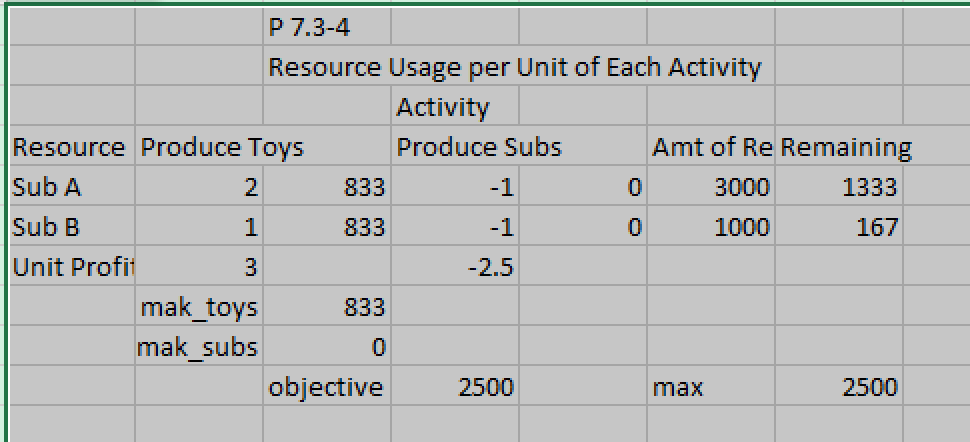 P 7.3-4
Resource Usage per Unit of Each Activity
Activity
Resource Produce Toys Produce Subs Amt of Re Remaining
Sub A 2 833 -1 0 3000 1333
Sub B 1 833 -1 0 1000 167
Unit Profit 3 -2.5
mak_toys 833
mak_subs 0
objective 2500 max 2500